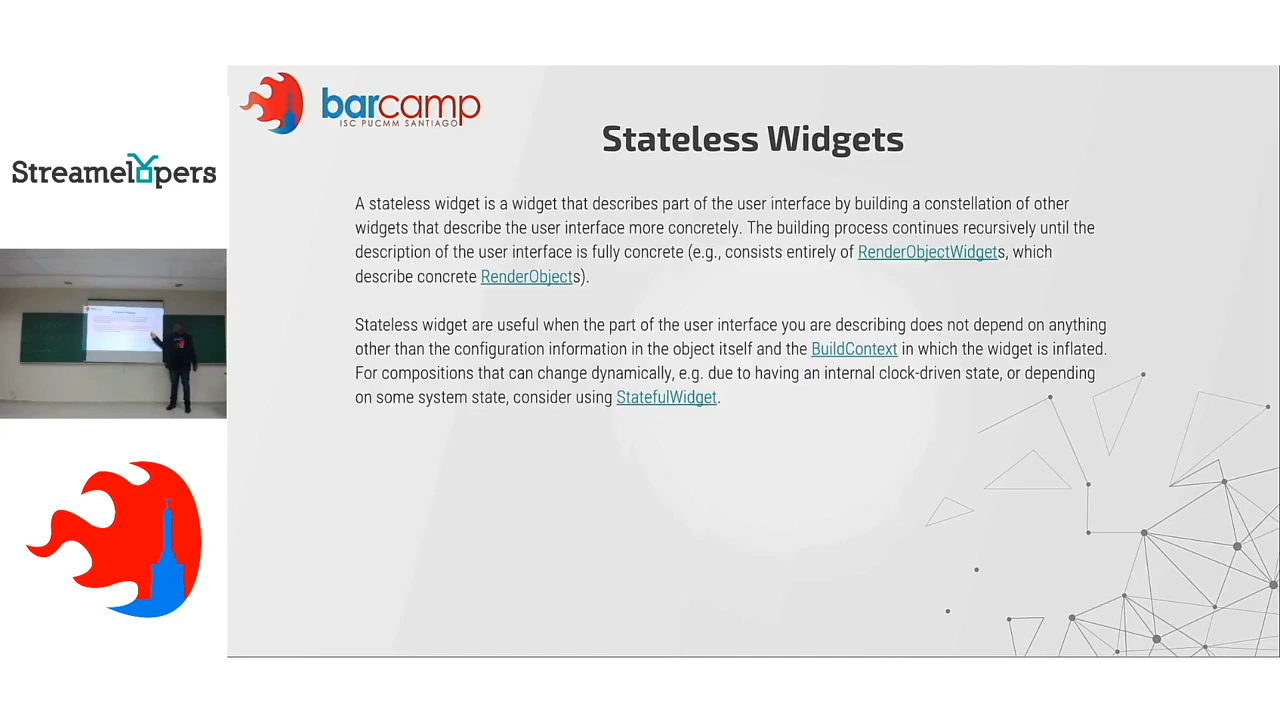 barcamp
ISC PUCMM SANTIAGO
Stateless Widgets
Streamelopers
A stateless widget is a widget that describes part of the user interface by building a constellation of other
widgets that describe the user interface more concretely. The building process continues recursively until the
description of the user interface is fully concrete (e.g., consists entirely of RenderObjectWidgets, which
describe concrete RenderObjects).
Stateless widget are useful when the part of the user interface you are describing does not depend on anything
other than the configuration information in the object itself and the BuildContext in which the widget is inflated.
For compositions that can change dynamically, e.g. due to having an internal clock-driven state, or depending
on some system state, consider using StatefulWidget.